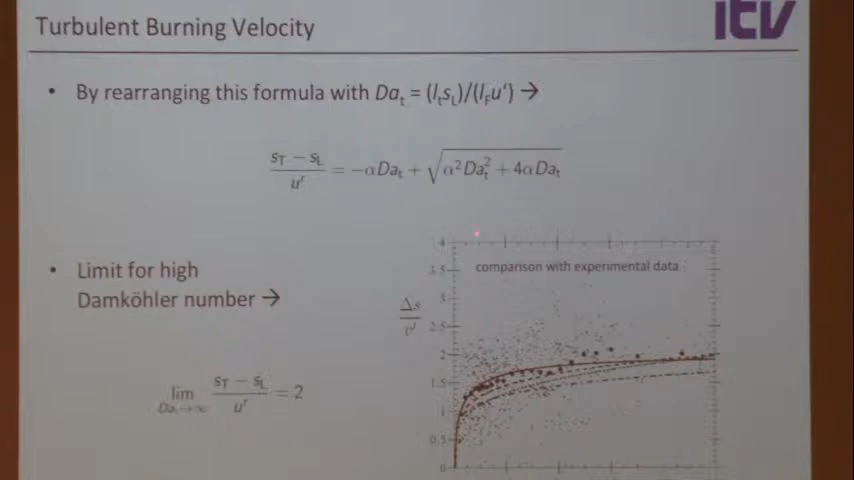 Turbulent Burning Velocity
itv
• By rearranging this formula with Da_t = (l_t s_L)/(l_F u′) →
(s_T − s_L)/u′ = −αDa_t + √(α²Da_t² + 4αDa_t)
• Limit for high
Damköhler number →
lim_{Da_t→∞} (s_T − s_L)/u′ = 2
comparison with experimental data
Δs/v′
4
3.5
3
2.5
2
1.5
1
0.5
0